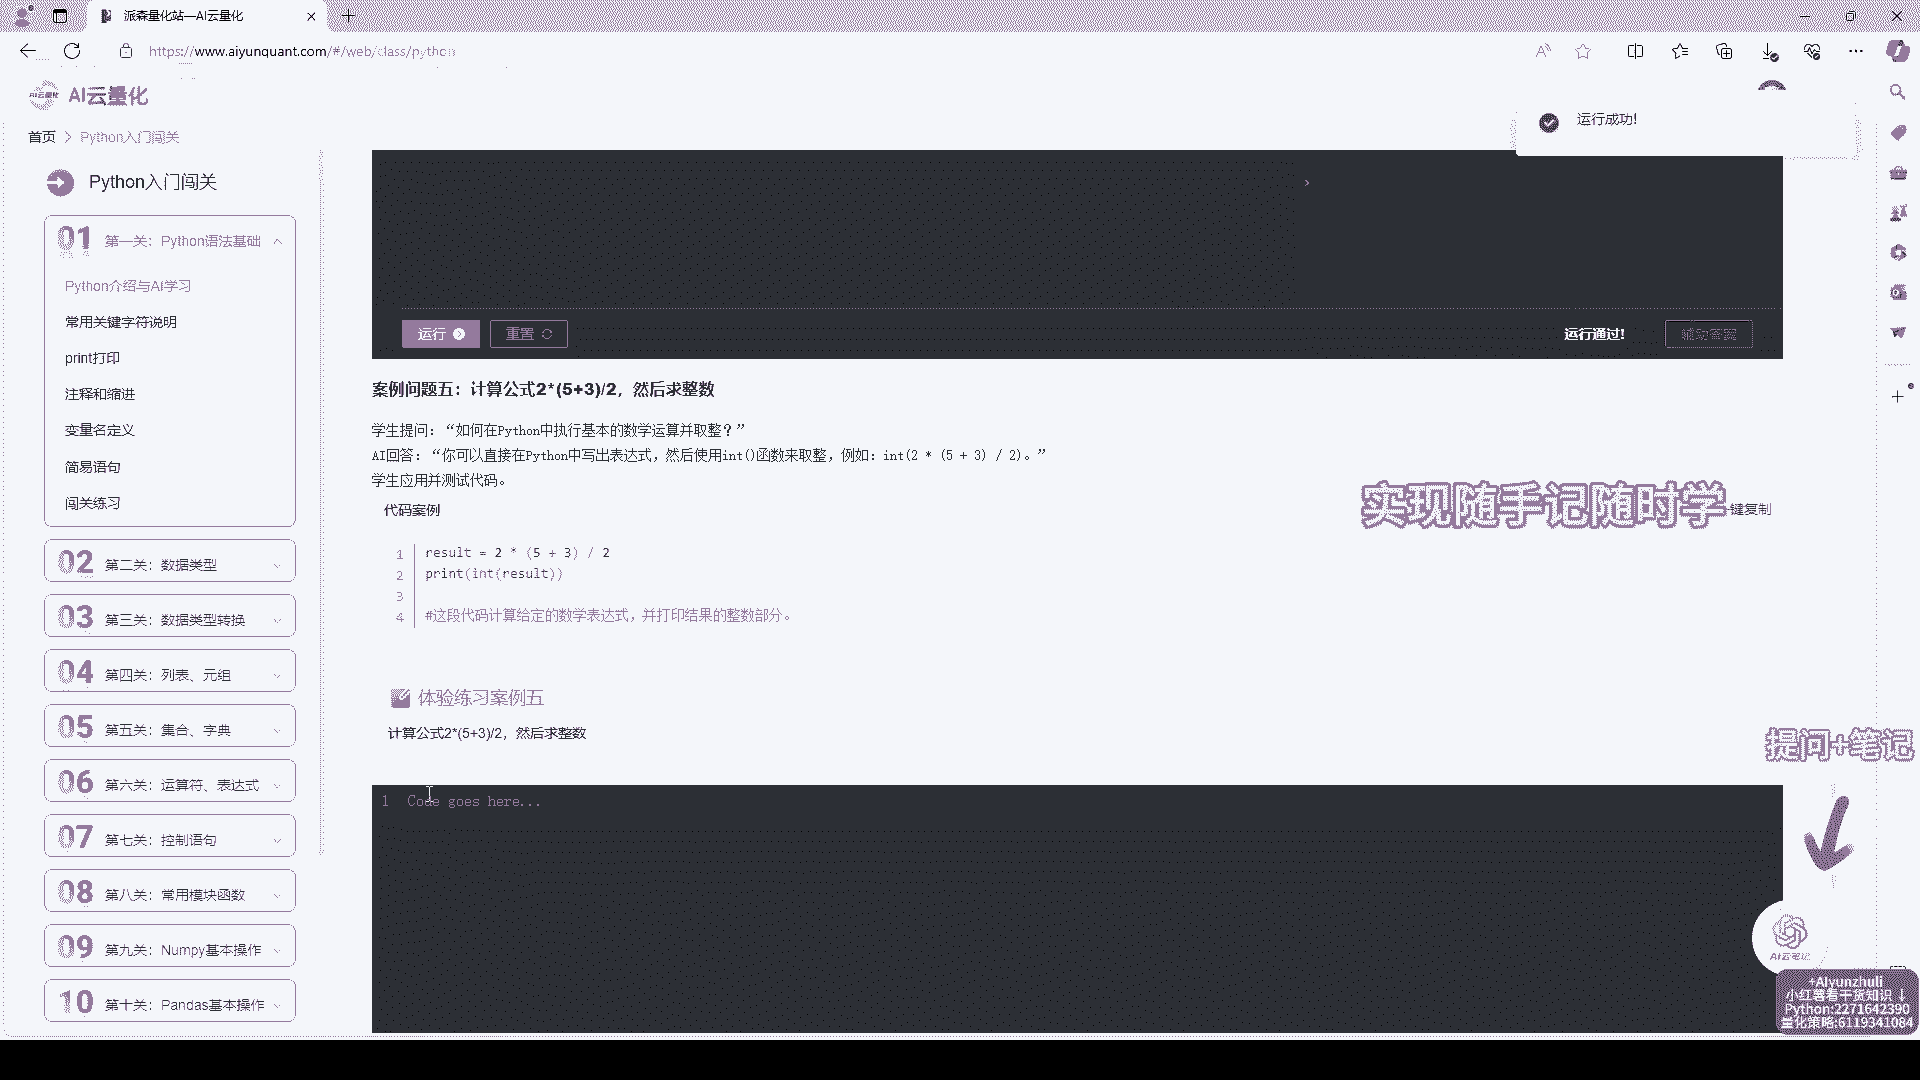 派森量化站—AI云量化
https://www.aiyunquant.com/#/web/class/python
AI云量化
首页
Python入门闯关
运行成功!
Python入门闯关
01 第一关：Python语法基础
Python介绍与AI学习
常用关键字符说明
print打印
注释和缩进
变量名定义
简易语句
闯关练习
02 第二关：数据类型
03 第三关：数据类型转换
04 第四关：列表、元组
05 第五关：集合、字典
06 第六关：运算符、表达式
07 第七关：控制语句
08 第八关：常用模块函数
09 第九关：Numpy基本操作
10 第十关：Pandas基本操作
运行
重置
运行通过!
辅助答案
案例问题五：计算公式2*(5+3)/2，然后求整数
学生提问：“如何在Python中执行基本的数学运算并取整？”
AI回答：“你可以直接在Python中写出表达式，然后使用int()函数来取整，例如：int(2 * (5 + 3) / 2)。”
学生应用并测试代码。
代码案例
实现随手记随时学
键复制
1 result = 2 * (5 + 3) / 2
2 print(int(result))
3
4 #这段代码计算给定的数学表达式，并打印结果的整数部分。
体验练习案例五
计算公式2*(5+3)/2，然后求整数
提问+笔记
1 Code goes here...
AI云笔记
+AIyunzhuli
小红薯看干货知识 ↓
Python:2271642390
量化策略:6119341084